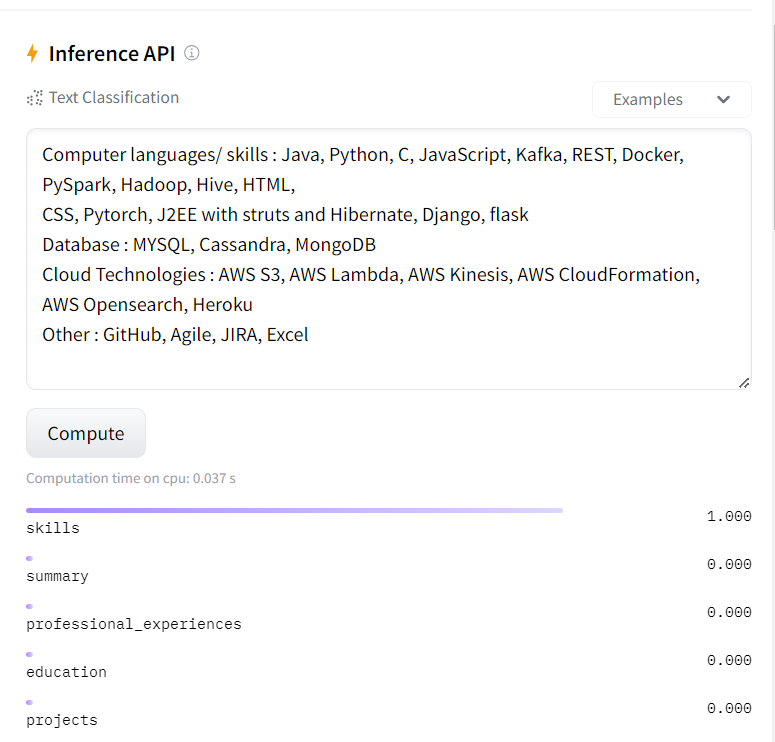 Inference API
Text Classification
Examples
Computer languages/ skills : Java, Python, C, JavaScript, Kafka, REST, Docker,
PySpark, Hadoop, Hive, HTML,
CSS, Pytorch, J2EE with struts and Hibernate, Django, flask
Database : MYSQL, Cassandra, MongoDB
Cloud Technologies : AWS S3, AWS Lambda, AWS Kinesis, AWS CloudFormation,
AWS Opensearch, Heroku
Other : GitHub, Agile, JIRA, Excel
Compute
Computation time on cpu: 0.037 s
skills 1.000
summary 0.000
professional_experiences 0.000
education 0.000
projects 0.000